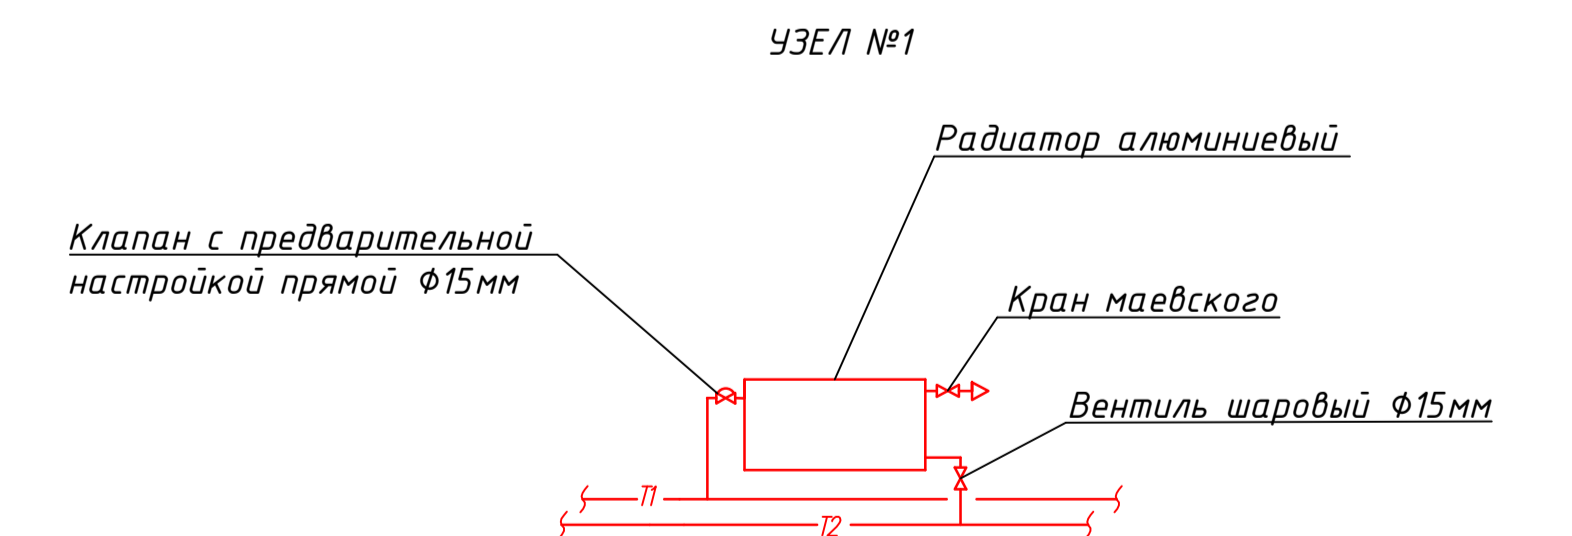 УЗЕЛ №1
Радиатор алюминиевый
Клапан с предварительной
настройкой прямой Ф15мм
Кран маевского
Вентиль шаровый Ф15мм
Т1
Т2